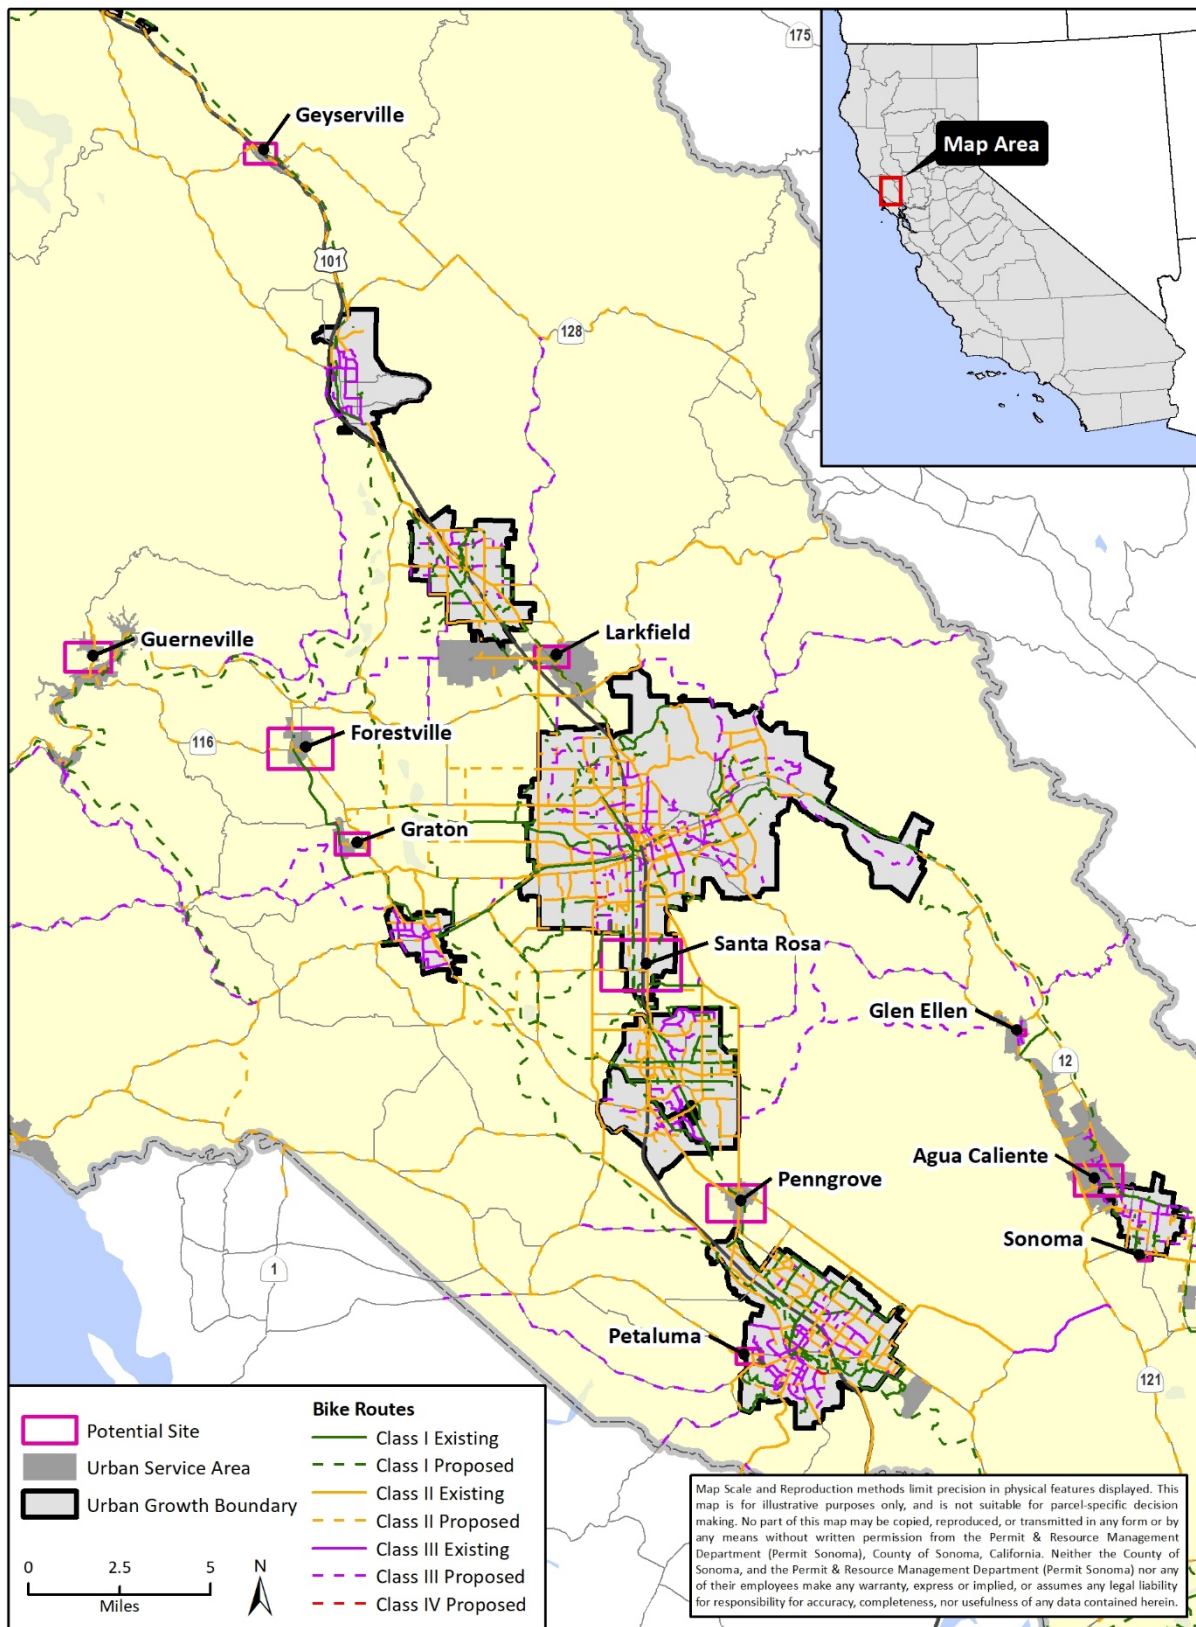 175
Geyserville
Map Area
101
128
Guerneville
Larkfield
Forestville
116
Graton
Santa Rosa
Glen Ellen
12
Agua Caliente
Penngrove
Sonoma
1
Petaluma
121
Potential Site
Urban Service Area
Urban Growth Boundary
0 2.5 5
Miles
N
Bike Routes
Class I Existing
Class I Proposed
Class II Existing
Class II Proposed
Class III Existing
Class III Proposed
Class IV Proposed
Map Scale and Reproduction methods limit precision in physical features displayed. This
map is for illustrative purposes only, and is not suitable for parcel-specific decision
making. No part of this map may be copied, reproduced, or transmitted in any form or by
any means without written permission from the Permit & Resource Management
Department (Permit Sonoma), County of Sonoma, California. Neither the County of
Sonoma, and the Permit & Resource Management Department (Permit Sonoma) nor any
of their employees make any warranty, express or implied, or assumes any legal liability
for responsibility for accuracy, completeness, nor usefulness of any data contained herein.